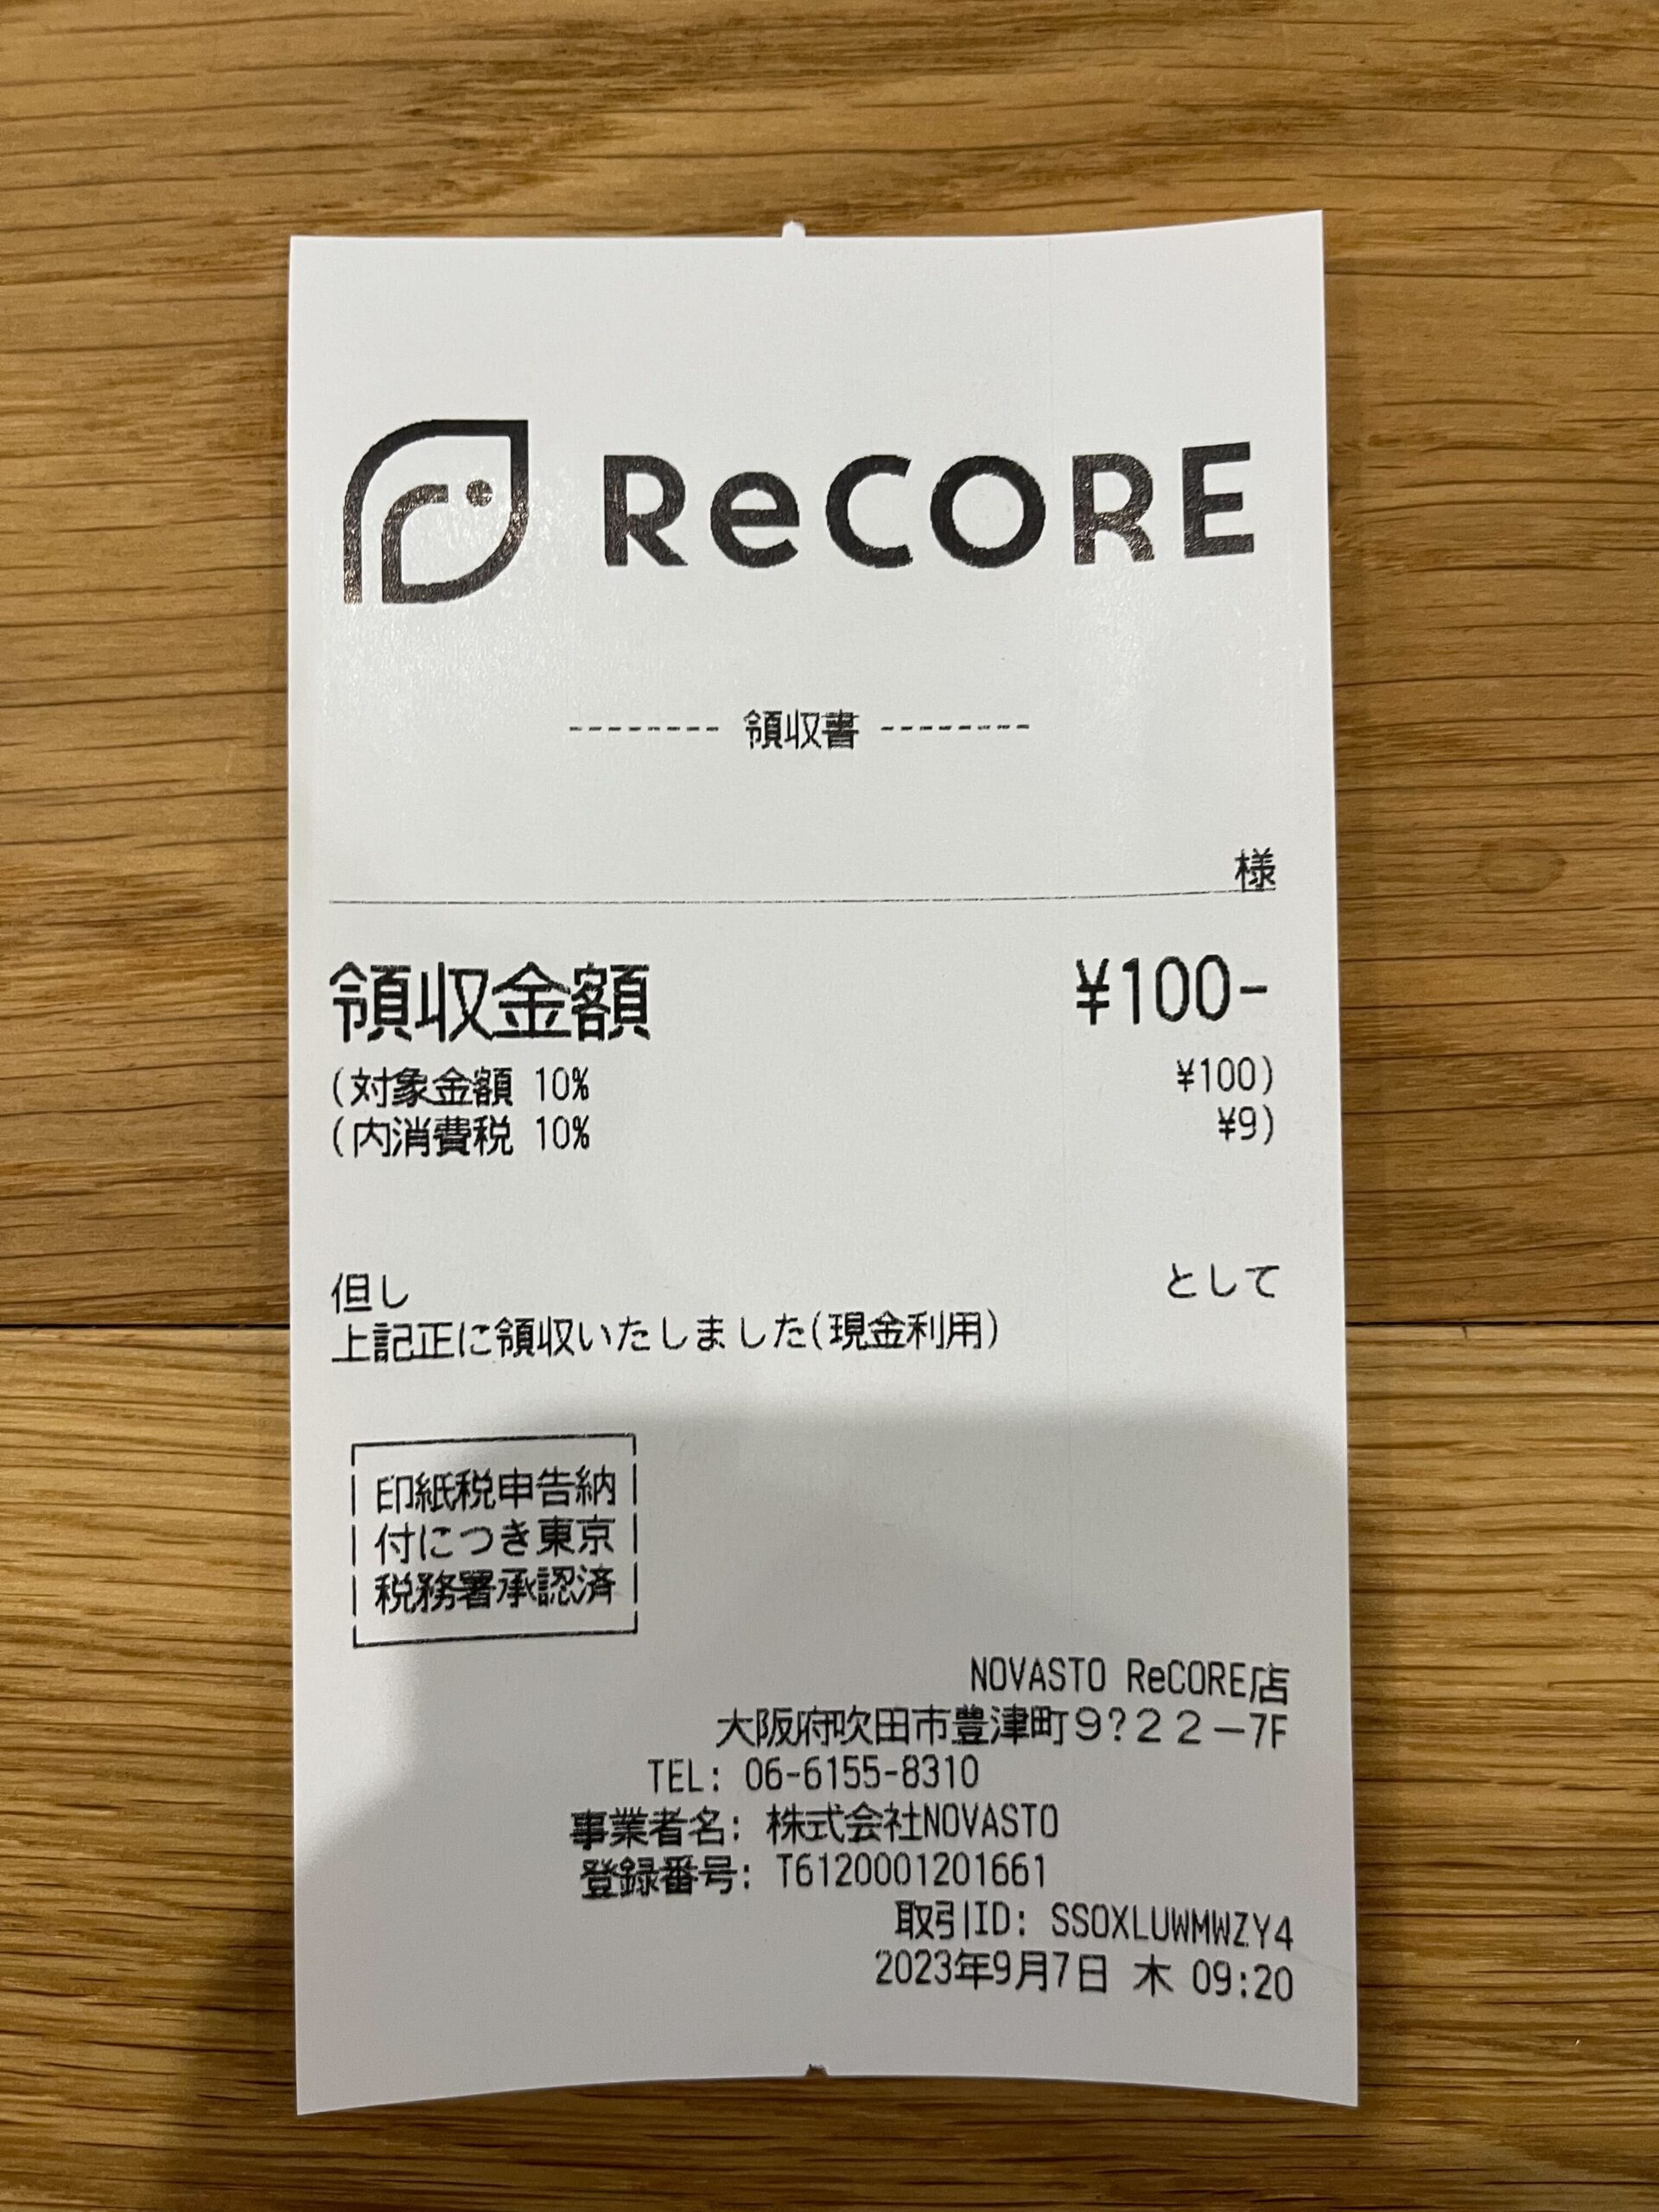 ReCORE
-------- 領収書 --------
様
領収金額 ¥100-
(対象金額 10% ¥100)
(内消費税 10% ¥9)
但し として
上記正に領収いたしました(現金利用)
印紙税申告納
付につき東京
税務署承認済
NOVASTO ReCORE店
大阪府吹田市豊津町９?２２－7F
TEL: 06-6155-8310
事業者名: 株式会社NOVASTO
登録番号: T6120001201661
取引ID: SSOXLUWMWZY4
2023年9月7日 木 09:20